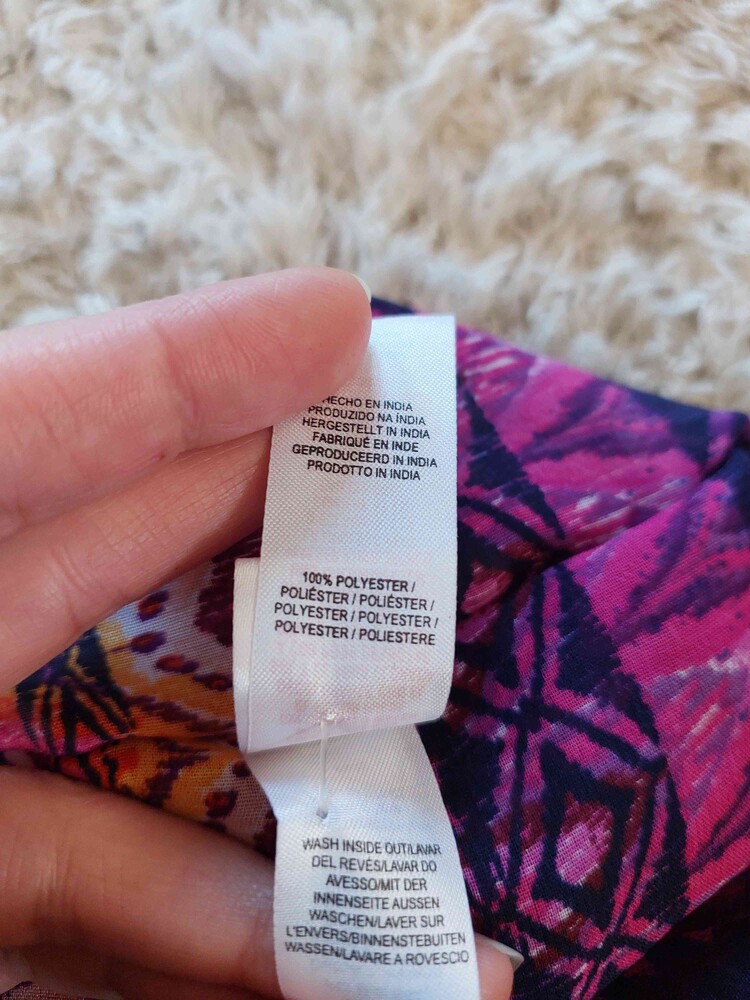 HECHO EN INDIA
PRODUZIDO NA ÍNDIA
HERGESTELLT IN INDIA
FABRIQUÉ EN INDE
GEPRODUCEERD IN INDIA
PRODOTTO IN INDIA
100% POLYESTER /
POLIÉSTER / POLIÉSTER /
POLYESTER / POLYESTER /
POLYESTER / POLIESTERE
WASH INSIDE OUT/LAVAR
DEL REVÉS/LAVAR DO
AVESSO/MIT DER
INNENSEITE AUSSEN
WASCHEN/LAVER SUR
L'ENVERS/BINNENSTEBUITEN
WASSEN/LAVARE A ROVESCIO